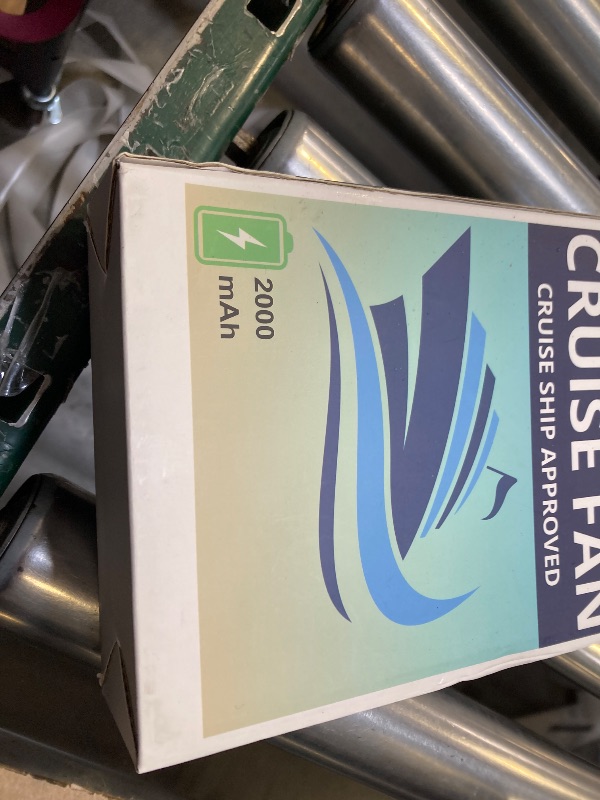 CRUISE FAN
CRUISE SHIP APPROVED
2000
mAh